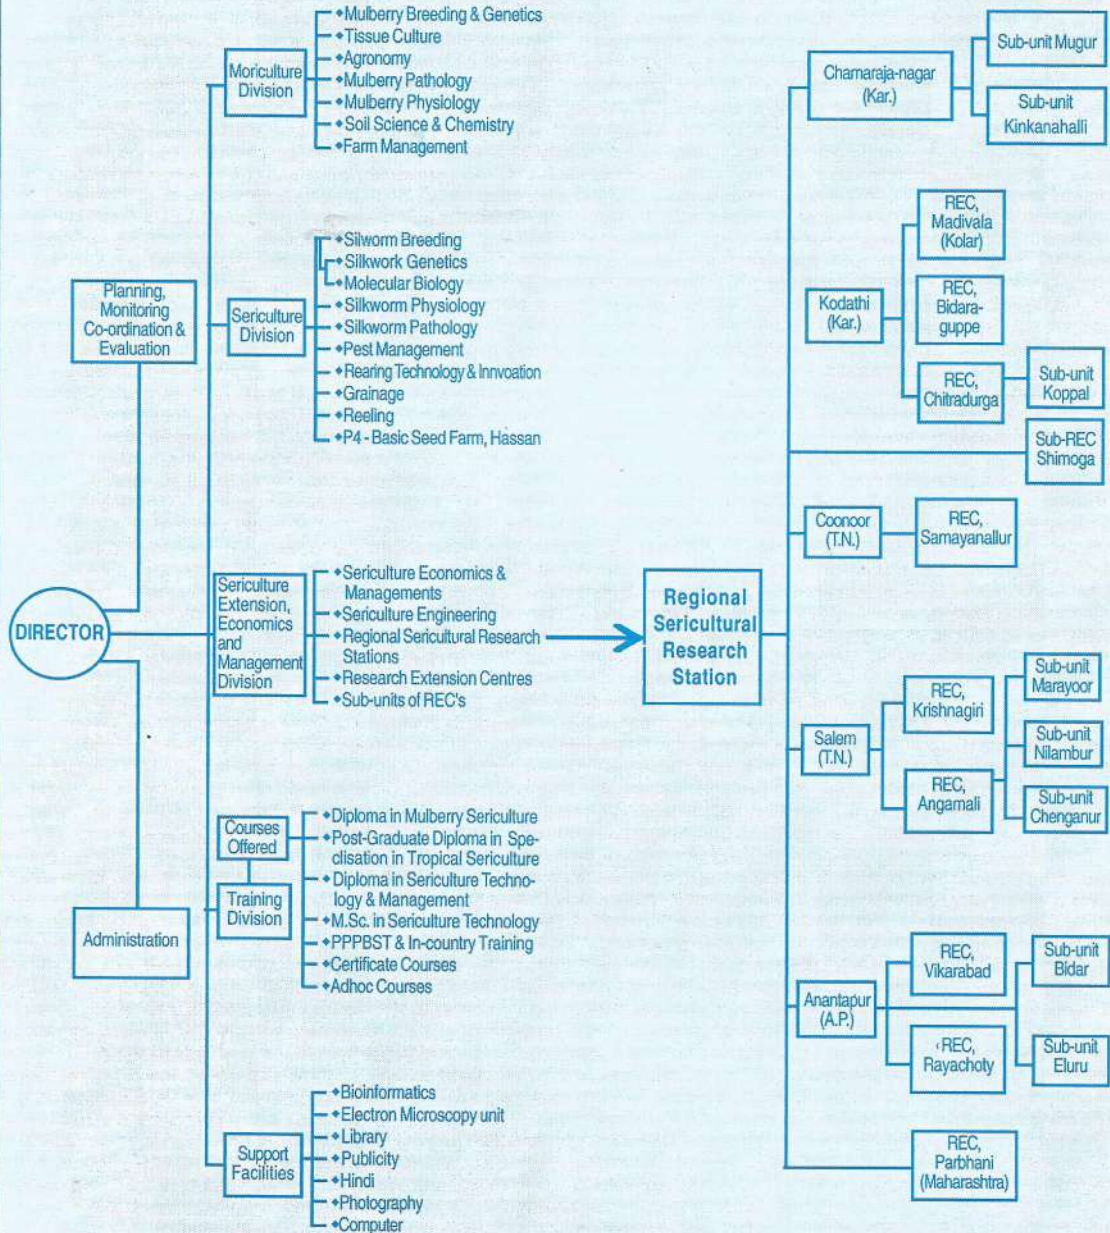 ◆Mulberry Breeding & Genetics
◆Tissue Culture
◆Agronomy
◆Mulberry Pathology
◆Mulberry Physiology
◆Soil Science & Chemistry
◆Farm Management
Moriculture
Division
◆Silworm Breeding
◆Silkwork Genetics
◆Molecular Biology
◆Silkworm Physiology
◆Silkworm Pathology
◆Pest Management
◆Rearing Technology & Innvoation
◆Grainage
◆Reeling
◆P4 - Basic Seed Farm, Hassan
Planning,
Monitoring
Co-ordination &
Evaluation
Sericulture
Division
DIRECTOR
Sericulture
Extension,
Economics
and
Management
Division
◆Sericulture Economics &
Managements
◆Sericulture Engineering
◆Regional Sericultural Research
Stations
◆Research Extension Centres
◆Sub-units of REC's
Administration
Courses
Offered
Training
Division
◆Diploma in Mulberry Sericulture
◆Post-Graduate Diploma in Spe-
clisation in Tropical Sericulture
◆Diploma in Sericulture Techno-
logy & Management
◆M.Sc. in Sericulture Technology
◆PPPBST & In-country Training
◆Certificate Courses
◆Adhoc Courses
Support
Facilities
◆Bioinformatics
◆Electron Microscopy unit
◆Library
◆Publicity
◆Hindi
◆Photography
◆Computer
Regional
Sericultural
Research
Station
Chamaraja-nagar
(Kar.)
Sub-unit Mugur
Sub-unit
Kinkanahalli
Kodathi
(Kar.)
REC,
Madivala
(Kolar)
REC,
Bidara-
guppe
REC,
Chitradurga
Sub-unit
Koppal
Sub-REC
Shimoga
Coonoor
(T.N.)
REC,
Samayanallur
Salem
(T.N.)
REC,
Krishnagiri
REC,
Angamali
Sub-unit
Marayoor
Sub-unit
Nilambur
Sub-unit
Chenganur
Anantapur
(A.P.)
REC,
Vikarabad
REC,
Rayachoty
Sub-unit
Bidar
Sub-unit
Eluru
REC,
Parbhani
(Maharashtra)